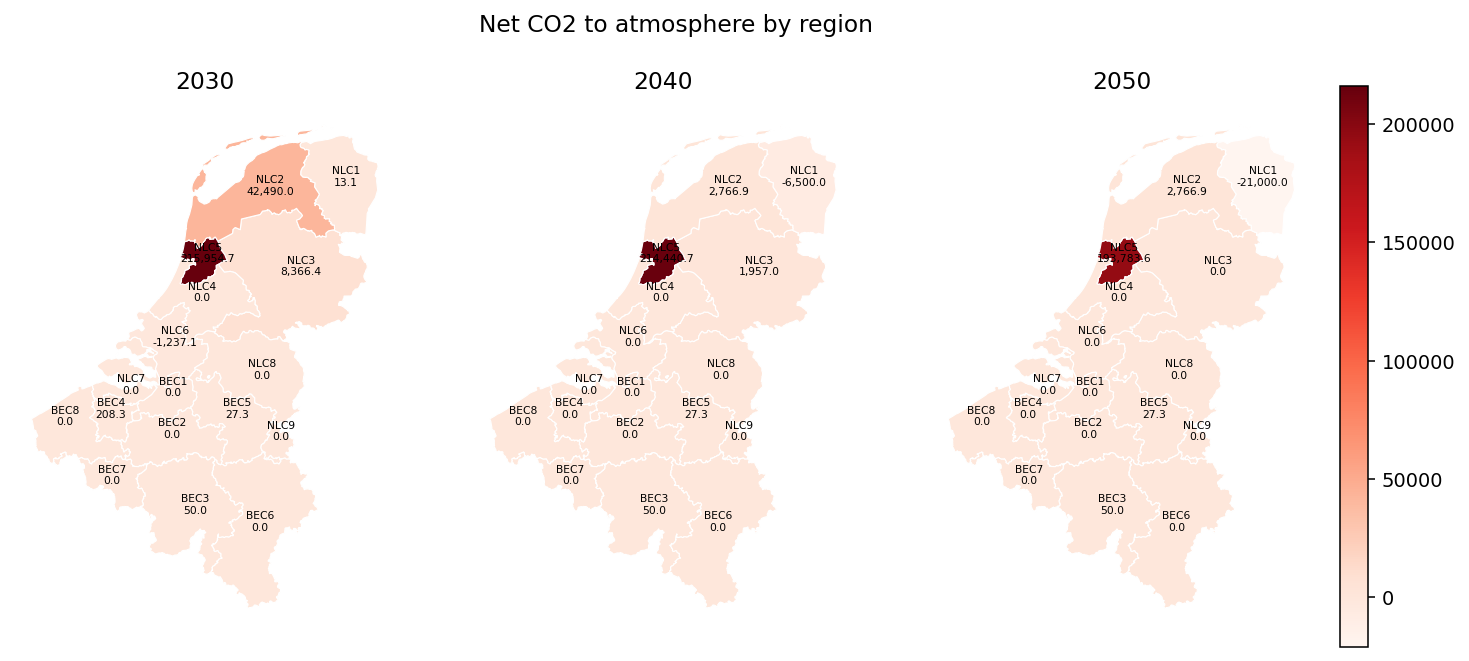 Net CO2 to atmosphere by region
2030
NLC1
13.1
NLC2
42,490.0
NLC5
NLC3
8,366.4
NLC4
0.0
NLC6
-1,237.1
NLC8
0.0
NLC7
0.0
BEC1
0.0
BEC4
208.3
BEC5
27.3
BEC8
0.0
BEC2
0.0
NLC9
0.0
BEC7
0.0
BEC3
50.0
BEC6
0.0
2040
NLC1
-6,500.0
NLC2
2,766.9
NLC5
NLC3
1,957.0
NLC4
0.0
NLC6
0.0
NLC8
0.0
NLC7
0.0
BEC1
0.0
BEC4
0.0
BEC5
27.3
BEC8
0.0
BEC2
0.0
NLC9
0.0
BEC7
0.0
BEC3
50.0
BEC6
0.0
2050
NLC1
-21,000.0
NLC2
2,766.9
NLC5
NLC3
0.0
NLC4
0.0
NLC6
0.0
NLC8
0.0
NLC7
0.0
BEC1
0.0
BEC4
0.0
BEC5
27.3
BEC8
0.0
BEC2
0.0
NLC9
0.0
BEC7
0.0
BEC3
50.0
BEC6
0.0
200000
150000
100000
50000
0